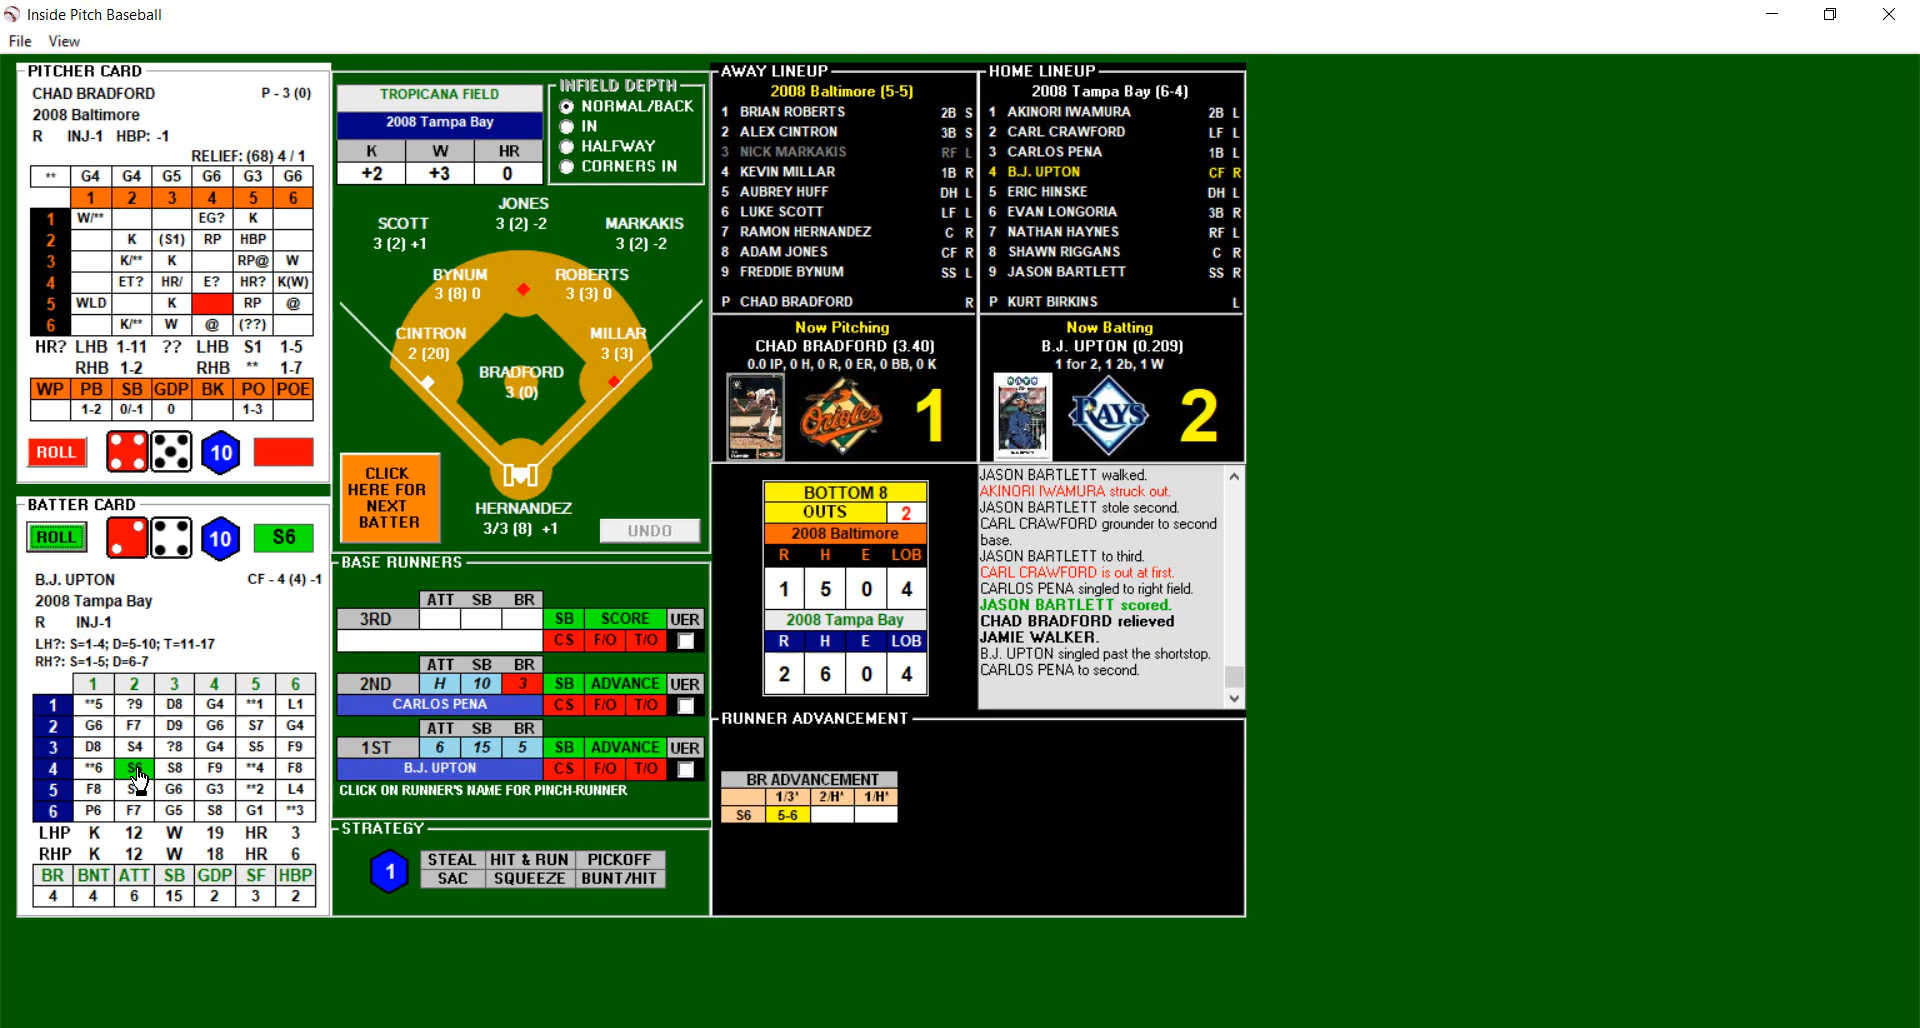 Inside Pitch Baseball
File View
PITCHER CARD
CHAD BRADFORD P - 3 (0)
2008 Baltimore
R INJ-1 HBP: -1
RELIEF: (68) 4 / 1
** G4 G4 G5 G6 G3 G6
1 2 3 4 5 6
1 W/** EG? K
2 K (S1) RP HBP
3 K/** K RP@ W
4 ET? HR/ E? HR? K(W)
5 WLD K RP @
6 K/** W @ (??)
HR? LHB 1-11 ?? LHB S1 1-5
RHB 1-2 RHB ** 1-7
WP PB SB GDP BK PO POE
1-2 0/-1 0 1-3
ROLL 10
BATTER CARD
ROLL 10 S6
B.J. UPTON CF - 4 (4) -1
2008 Tampa Bay
R INJ-1
LH?: S=1-4; D=5-10; T=11-17
RH?: S=1-5; D=6-7
1 2 3 4 5 6
1 **5 ?9 D8 G4 **1 L1
2 G6 F7 D9 G6 S7 G4
3 D8 S4 ?8 G4 S5 F9
4 **6 S6 S8 F9 **4 F8
5 F8 G6 G3 **2 L4
6 P6 F7 G5 S8 G1 **3
LHP K 12 W 19 HR 3
RHP K 12 W 18 HR 6
BR BNT ATT SB GDP SF HBP
4 4 6 15 2 3 2
TROPICANA FIELD
2008 Tampa Bay
K W HR
+2 +3 0
INFIELD DEPTH
NORMAL/BACK
IN
HALFWAY
CORNERS IN
JONES
3 (2) -2
SCOTT
3 (2) +1
MARKAKIS
3 (2) -2
BYNUM
3 (8) 0
ROBERTS
3 (3) 0
CINTRON
2 (20)
MILLAR
3 (3)
BRADFORD
3 (0)
CLICK
HERE FOR
NEXT
BATTER
HERNANDEZ
3/3 (8) +1
UNDO
BASE RUNNERS
ATT SB BR
3RD SB SCORE UER
CS F/O T/O
ATT SB BR
2ND H 10 3 SB ADVANCE UER
CARLOS PENA CS F/O T/O
ATT SB BR
1ST 6 15 5 SB ADVANCE UER
B.J. UPTON CS F/O T/O
CLICK ON RUNNER'S NAME FOR PINCH-RUNNER
STRATEGY
1
STEAL HIT & RUN PICKOFF
SAC SQUEEZE BUNT/HIT
AWAY LINEUP
2008 Baltimore (5-5)
1 BRIAN ROBERTS 2B S
2 ALEX CINTRON 3B S
3 NICK MARKAKIS RF L
4 KEVIN MILLAR 1B R
5 AUBREY HUFF DH L
6 LUKE SCOTT LF L
7 RAMON HERNANDEZ C R
8 ADAM JONES CF R
9 FREDDIE BYNUM SS L
P CHAD BRADFORD R
HOME LINEUP
2008 Tampa Bay (6-4)
1 AKINORI IWAMURA 2B L
2 CARL CRAWFORD LF L
3 CARLOS PENA 1B L
4 B.J. UPTON CF R
5 ERIC HINSKE DH L
6 EVAN LONGORIA 3B R
7 NATHAN HAYNES RF L
8 SHAWN RIGGANS C R
9 JASON BARTLETT SS R
P KURT BIRKINS L
Now Pitching
CHAD BRADFORD (3.40)
0.0 IP, 0 H, 0 R, 0 ER, 0 BB, 0 K
Orioles
1
Now Batting
B.J. UPTON (0.209)
1 for 2, 1 2b, 1 W
RAYS
2
BOTTOM 8
OUTS 2
2008 Baltimore
R H E LOB
1 5 0 4
2008 Tampa Bay
R H E LOB
2 6 0 4
JASON BARTLETT walked.
AKINORI IWAMURA struck out.
JASON BARTLETT stole second.
CARL CRAWFORD grounder to second
base.
JASON BARTLETT to third.
CARL CRAWFORD is out at first.
CARLOS PENA singled to right field.
JASON BARTLETT scored.
CHAD BRADFORD relieved
JAMIE WALKER.
B.J. UPTON singled past the shortstop.
CARLOS PENA to second.
RUNNER ADVANCEMENT
BR ADVANCEMENT
1/3* 2/H* 1/H*
S6 5-6